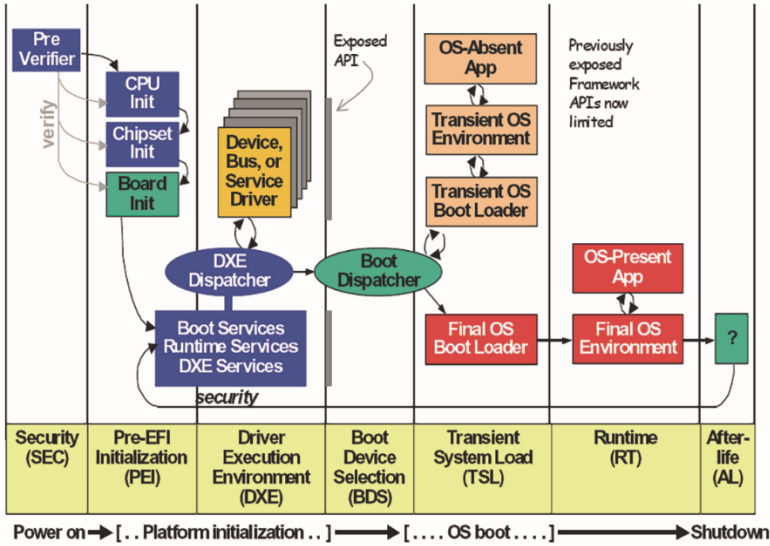 Pre
Verifier
verify
CPU
Init
Chipset
Init
Board
Init
Device,
Bus, or
Service
Driver
Exposed
API
OS-Absent
App
Transient OS
Environment
Transient OS
Boot Loader
Previously
exposed
Framework
APIs now
limited
DXE
Dispatcher
Boot
Dispatcher
OS-Present
App
Boot Services
Runtime Services
DXE Services
Final OS
Boot Loader
Final OS
Environment
?
security
Security
(SEC)
Pre-EFI
Initialization
(PEI)
Driver
Execution
Environment
(DXE)
Boot
Device
Selection
(BDS)
Transient
System Load
(TSL)
Runtime
(RT)
After-
life
(AL)
Power on [ . . Platform initialization . . ] [ . . . . OS boot . . . . ] Shutdown